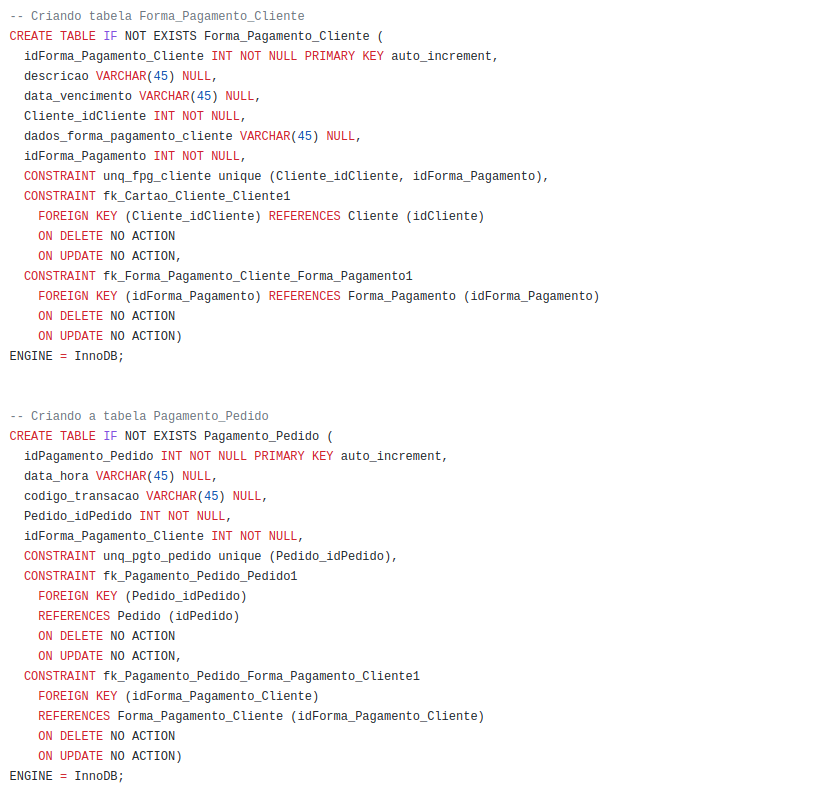 -- Criando tabela Forma_Pagamento_Cliente
CREATE TABLE IF NOT EXISTS Forma_Pagamento_Cliente (
  idForma_Pagamento_Cliente INT NOT NULL PRIMARY KEY auto_increment,
  descricao VARCHAR(45) NULL,
  data_vencimento VARCHAR(45) NULL,
  Cliente_idCliente INT NOT NULL,
  dados_forma_pagamento_cliente VARCHAR(45) NULL,
  idForma_Pagamento INT NOT NULL,
  CONSTRAINT unq_fpg_cliente unique (Cliente_idCliente, idForma_Pagamento),
  CONSTRAINT fk_Cartao_Cliente_Cliente1
    FOREIGN KEY (Cliente_idCliente) REFERENCES Cliente (idCliente)
    ON DELETE NO ACTION
    ON UPDATE NO ACTION,
  CONSTRAINT fk_Forma_Pagamento_Cliente_Forma_Pagamento1
    FOREIGN KEY (idForma_Pagamento) REFERENCES Forma_Pagamento (idForma_Pagamento)
    ON DELETE NO ACTION
    ON UPDATE NO ACTION)
ENGINE = InnoDB;

-- Criando a tabela Pagamento_Pedido
CREATE TABLE IF NOT EXISTS Pagamento_Pedido (
  idPagamento_Pedido INT NOT NULL PRIMARY KEY auto_increment,
  data_hora VARCHAR(45) NULL,
  codigo_transacao VARCHAR(45) NULL,
  Pedido_idPedido INT NOT NULL,
  idForma_Pagamento_Cliente INT NOT NULL,
  CONSTRAINT unq_pgto_pedido unique (Pedido_idPedido),
  CONSTRAINT fk_Pagamento_Pedido_Pedido1
    FOREIGN KEY (Pedido_idPedido)
    REFERENCES Pedido (idPedido)
    ON DELETE NO ACTION
    ON UPDATE NO ACTION,
  CONSTRAINT fk_Pagamento_Pedido_Forma_Pagamento_Cliente1
    FOREIGN KEY (idForma_Pagamento_Cliente)
    REFERENCES Forma_Pagamento_Cliente (idForma_Pagamento_Cliente)
    ON DELETE NO ACTION
    ON UPDATE NO ACTION)
ENGINE = InnoDB;